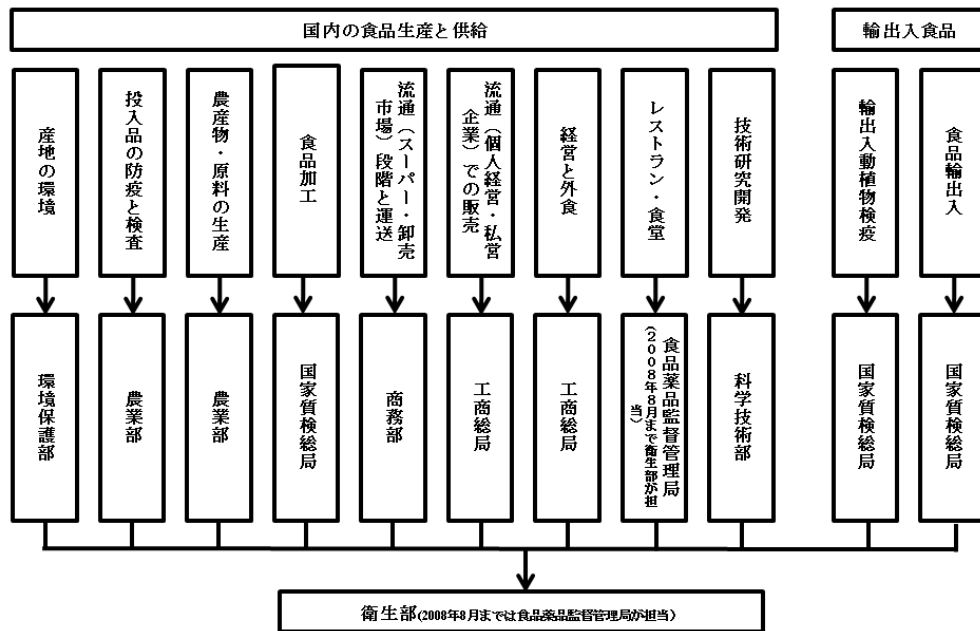 国内の食品生産と供給
輸出入食品
産地の環境
投入品の防疫と検査
農産物・原料の生産
食品加工
流通（スーパー・卸売
市場）段階と運送
流通（個人経営・私営
企業）での販売
経営と外食
レストラン・食堂
技術研究開発
輸出入動植物検疫
食品輸出入
環境保護部
農業部
農業部
国家質検総局
商務部
工商総局
工商総局
食品薬品監督管理局
(2008年8月まで衛生部が担
当)
科学技術部
国家質検総局
国家質検総局
衛生部(2008年8月までは食品薬品監督管理局が担当)